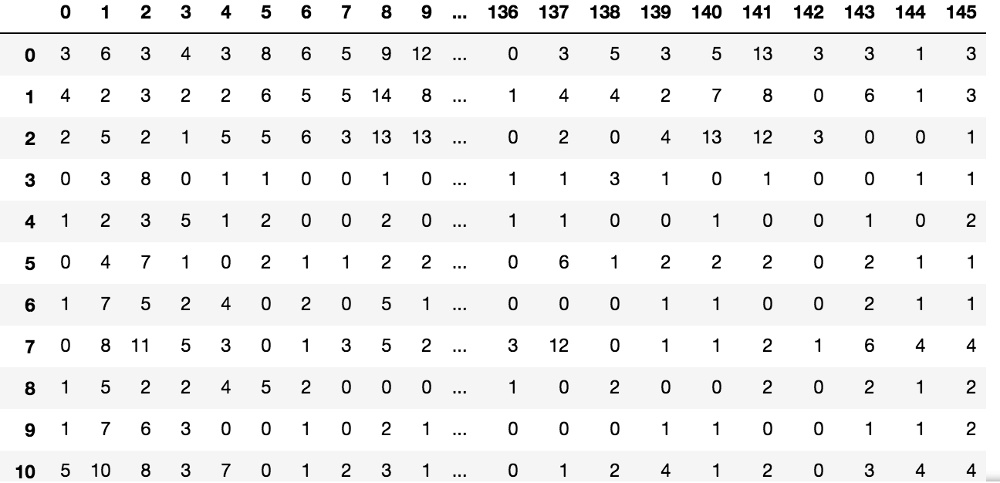 0 1 2 3 4 5 6 7 8 9 ... 136 137 138 139 140 141 142 143 144 145
0 3 6 3 4 3 8 6 5 9 12 ... 0 3 5 3 5 13 3 3 1 3
1 4 2 3 2 2 6 5 5 14 8 ... 1 4 4 2 7 8 0 6 1 3
2 2 5 2 1 5 5 6 3 13 13 ... 0 2 0 4 13 12 3 0 0 1
3 0 3 8 0 1 1 0 0 1 0 ... 1 1 3 1 0 1 0 0 1 1
4 1 2 3 5 1 2 0 0 2 0 ... 1 1 0 0 1 0 0 1 0 2
5 0 4 7 1 0 2 1 1 2 2 ... 0 6 1 2 2 2 0 2 1 1
6 1 7 5 2 4 0 2 0 5 1 ... 0 0 0 1 1 0 0 2 1 1
7 0 8 11 5 3 0 1 3 5 2 ... 3 12 0 1 1 2 1 6 4 4
8 1 5 2 2 4 5 2 0 0 0 ... 1 0 2 0 0 2 0 2 1 2
9 1 7 6 3 0 0 1 0 2 1 ... 0 0 0 1 1 0 0 1 1 2
10 5 10 8 3 7 0 1 2 3 1 ... 0 1 2 4 1 2 0 3 4 4